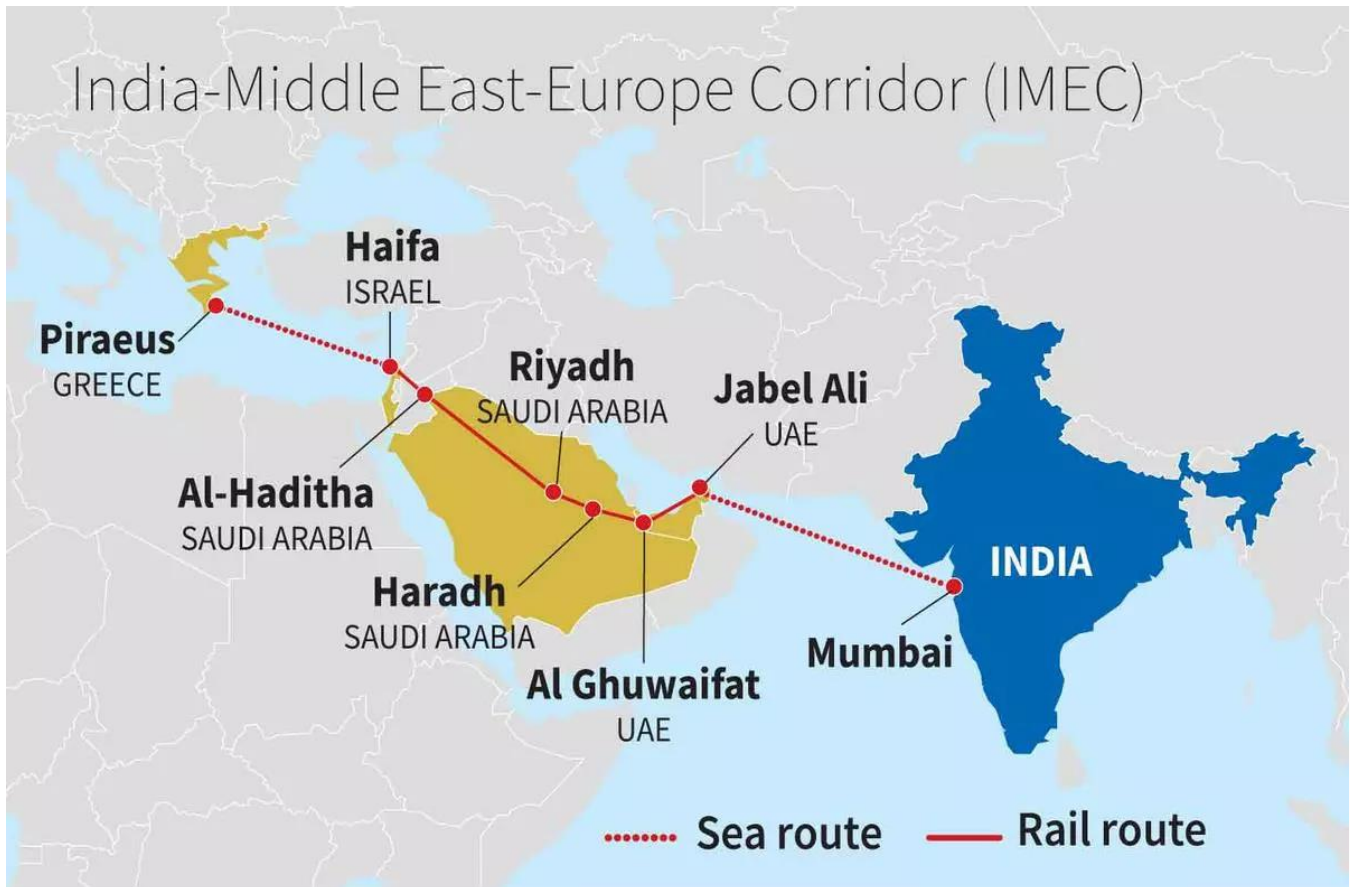 India-Middle East-Europe Corridor (IMEC)
Haifa
ISRAEL
Piraeus
GREECE
Riyadh
SAUDI ARABIA
Jabel Ali
UAE
Al-Haditha
SAUDI ARABIA
Haradh
SAUDI ARABIA
Al Ghuwaifat
UAE
INDIA
Mumbai
Sea route
Rail route